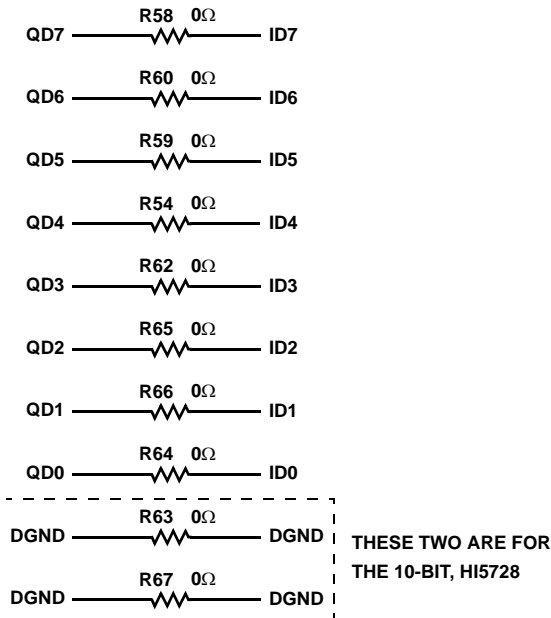 R58 0Ω
QD7 ID7
R60 0Ω
QD6 ID6
R59 0Ω
QD5 ID5
R54 0Ω
QD4 ID4
R62 0Ω
QD3 ID3
R65 0Ω
QD2 ID2
R66 0Ω
QD1 ID1
R64 0Ω
QD0 ID0
R63 0Ω
DGND DGND
R67 0Ω
DGND DGND
THESE TWO ARE FOR
THE 10-BIT, HI5728